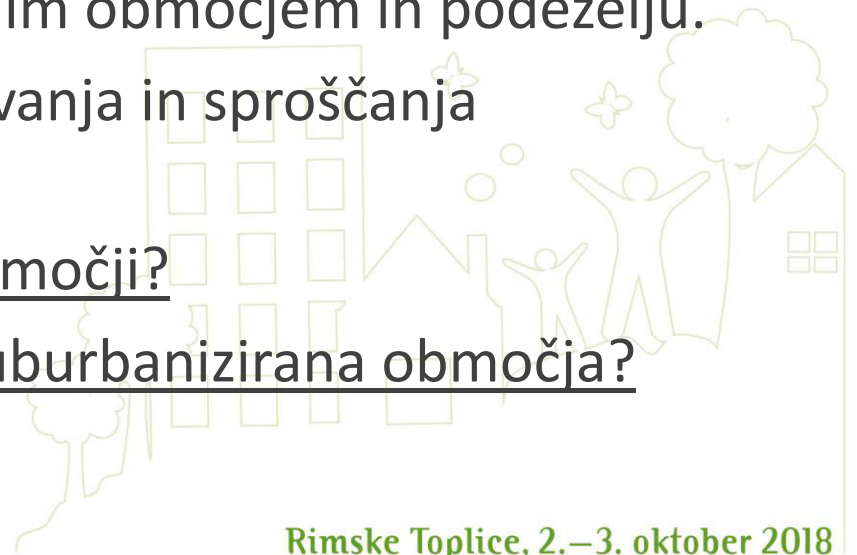 im območjem in podeželju.
vanja in sproščanja
močji?
uburbanizirana območja?
Rimske Toplice, 2.–3. oktober 2018